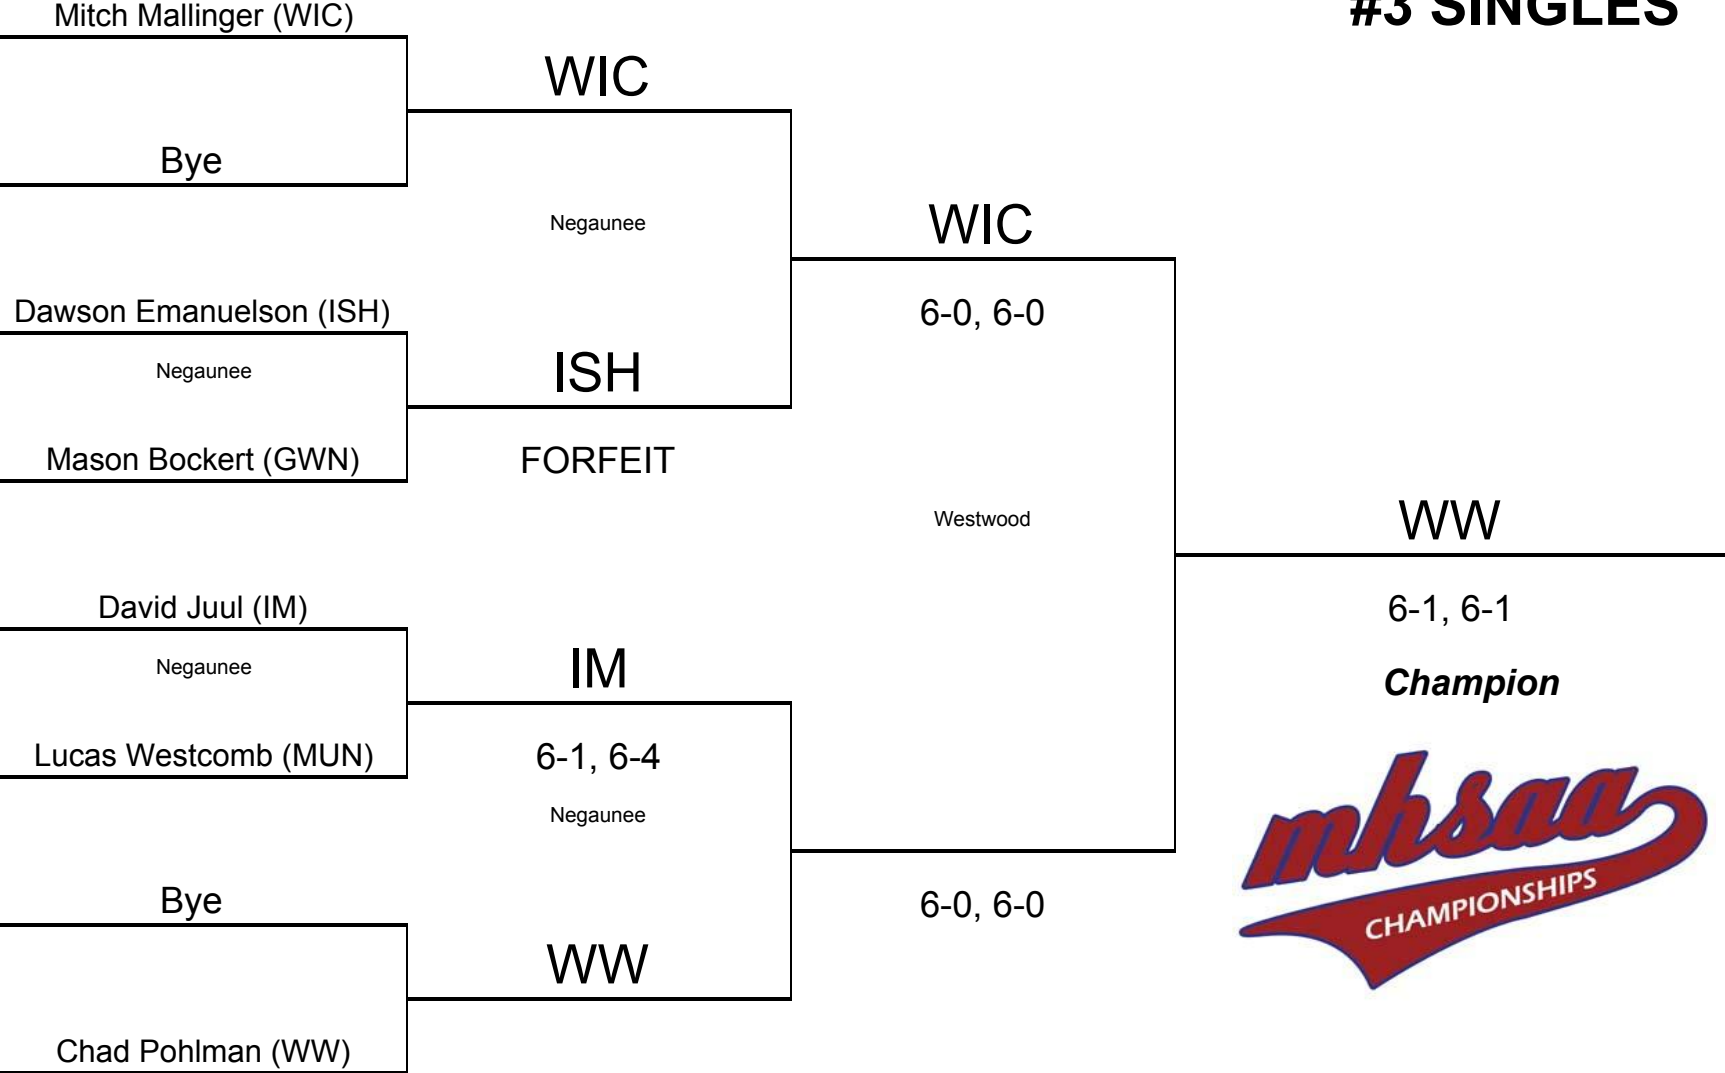 Mitch Mallinger (WIC)
#3 SINGLES
WIC
Bye
Negaunee
WIC
Dawson Emanuelson (ISH)
6-0, 6-0
Negaunee
ISH
Mason Bockert (GWN)
FORFEIT
Westwood
WW
David Juul (IM)
6-1, 6-1
Negaunee
IM
Champion
Lucas Westcomb (MUN)
6-1, 6-4
Negaunee
mhsaa
CHAMPIONSHIPS
Bye
6-0, 6-0
WW
Chad Pohlman (WW)